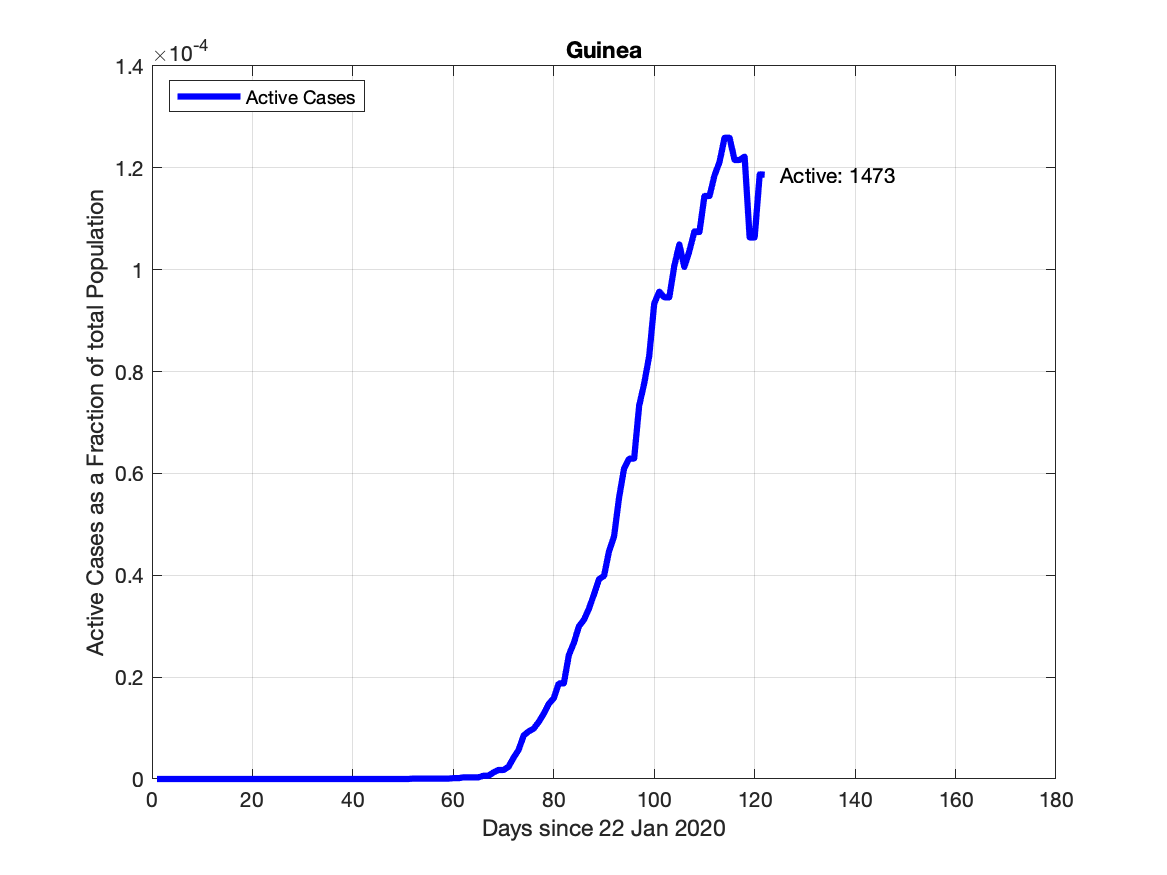 Guinea
×10-4
1.4
1.2
1
0.8
0.6
0.4
0.2
0
Active Cases
Active: 1473
Active Cases as a Fraction of total Population
0 20 40 60 80 100 120 140 160 180
Days since 22 Jan 2020